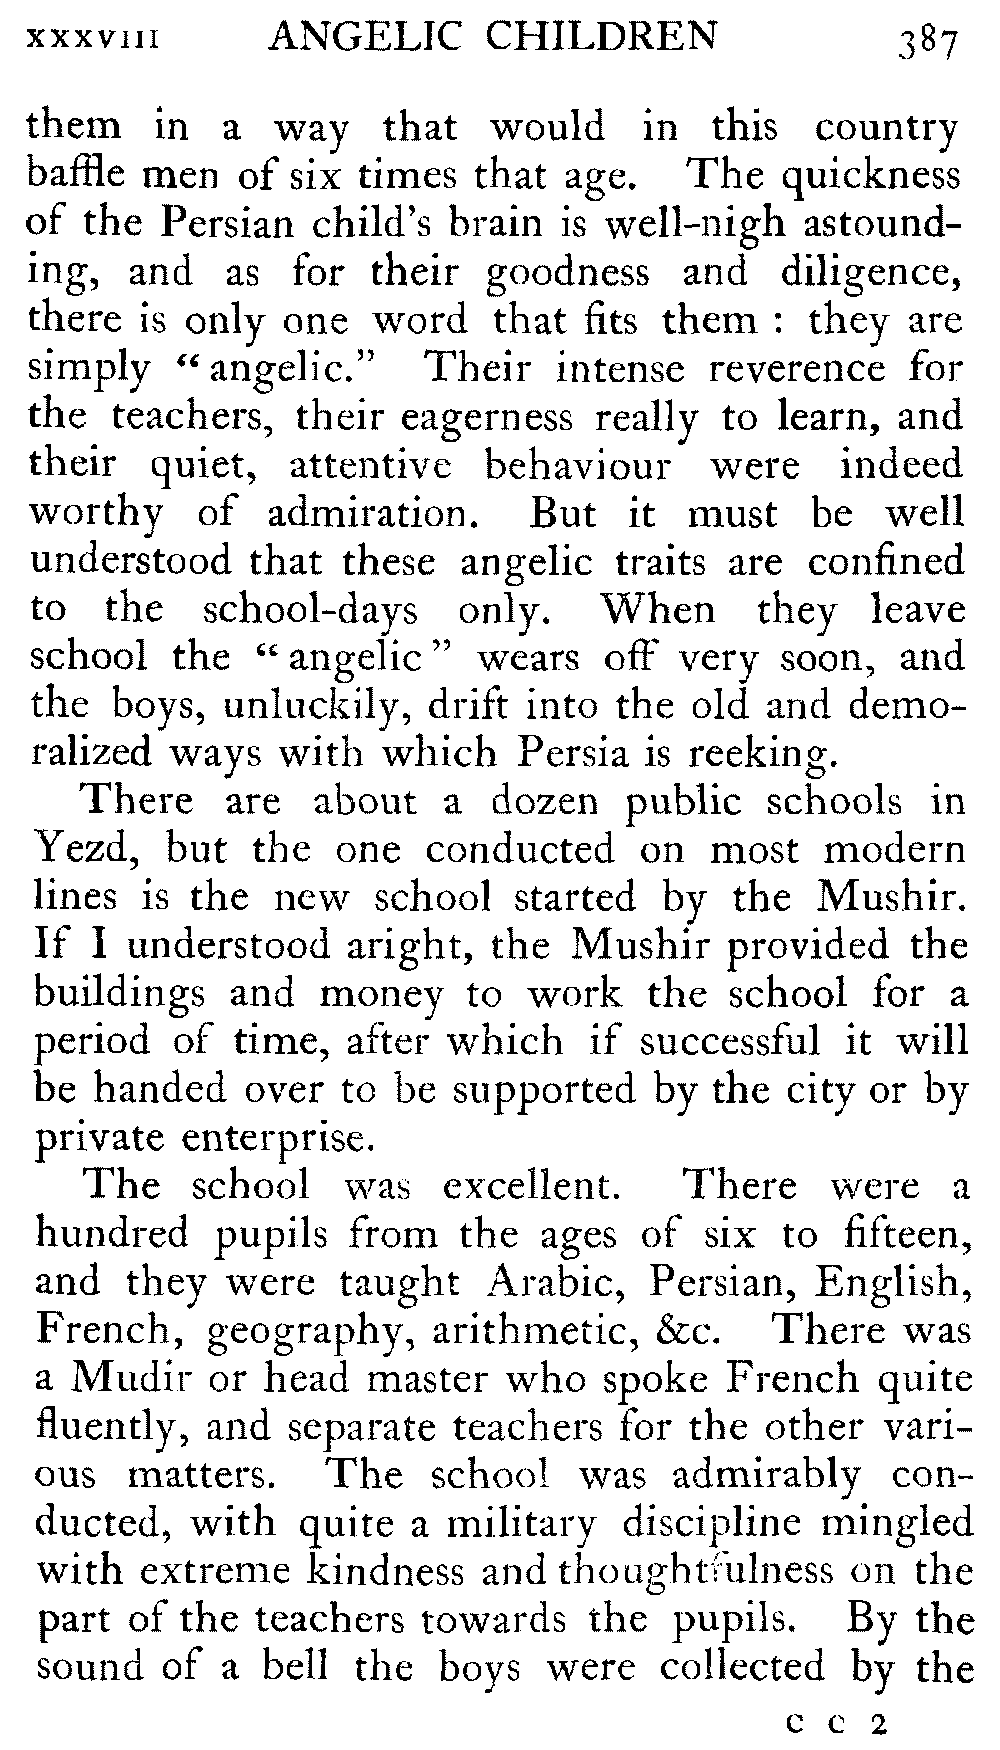 XXXVIII ANGELIC CHILDREN 387
them in a way that would in this country
baffle men of six times that age. The quickness
of the Persian child's brain is well-nigh astound-
ing, and as for their goodness and diligence,
there is only one word that fits them : they are
simply “ angelic.” Their intense reverence for
the teachers, their eagerness really to learn, and
their quiet, attentive behaviour were indeed
worthy of admiration. But it must be well
understood that these angelic traits are confined
to the school-days only. When they leave
school the “ angelic ” wears off very soon, and
the boys, unluckily, drift into the old and demo-
ralized ways with which Persia is reeking.
There are about a dozen public schools in
Yezd, but the one conducted on most modern
lines is the new school started by the Mushir.
If I understood aright, the Mushir provided the
buildings and money to work the school for a
period of time, after which if successful it will
be handed over to be supported by the city or by
private enterprise.
The school was excellent. There were a
hundred pupils from the ages of six to fifteen,
and they were taught Arabic, Persian, English,
French, geography, arithmetic, &c. There was
a Mudir or head master who spoke French quite
fluently, and separate teachers for the other vari-
ous matters. The school was admirably con-
ducted, with quite a military discipline mingled
with extreme kindness and thoughtfulness on the
part of the teachers towards the pupils. By the
sound of a bell the boys were collected by the
C C 2